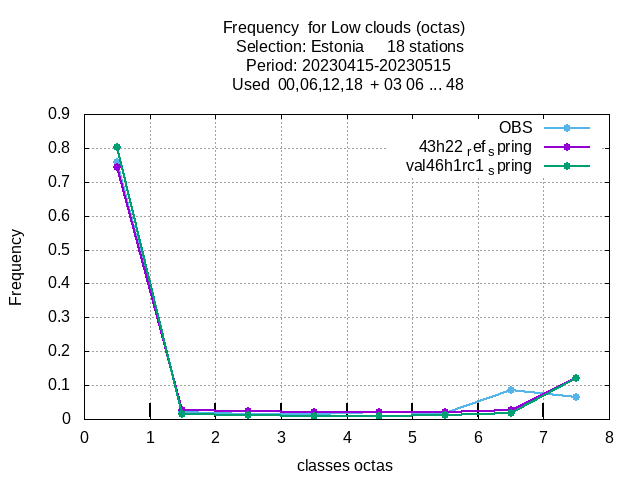 Frequency  for Low clouds (octas)
Selection: Estonia     18 stations
Period: 20230415-20230515
Used  00,06,12,18  + 03 06 ... 48
OBS
43h22 ref s pring
val46h1rc1 s pring
0.9
0.8
0.7
0.6
0.5
0.4
0.3
0.2
0.1
0
Frequency
0 1 2 3 4 5 6 7 8
classes octas